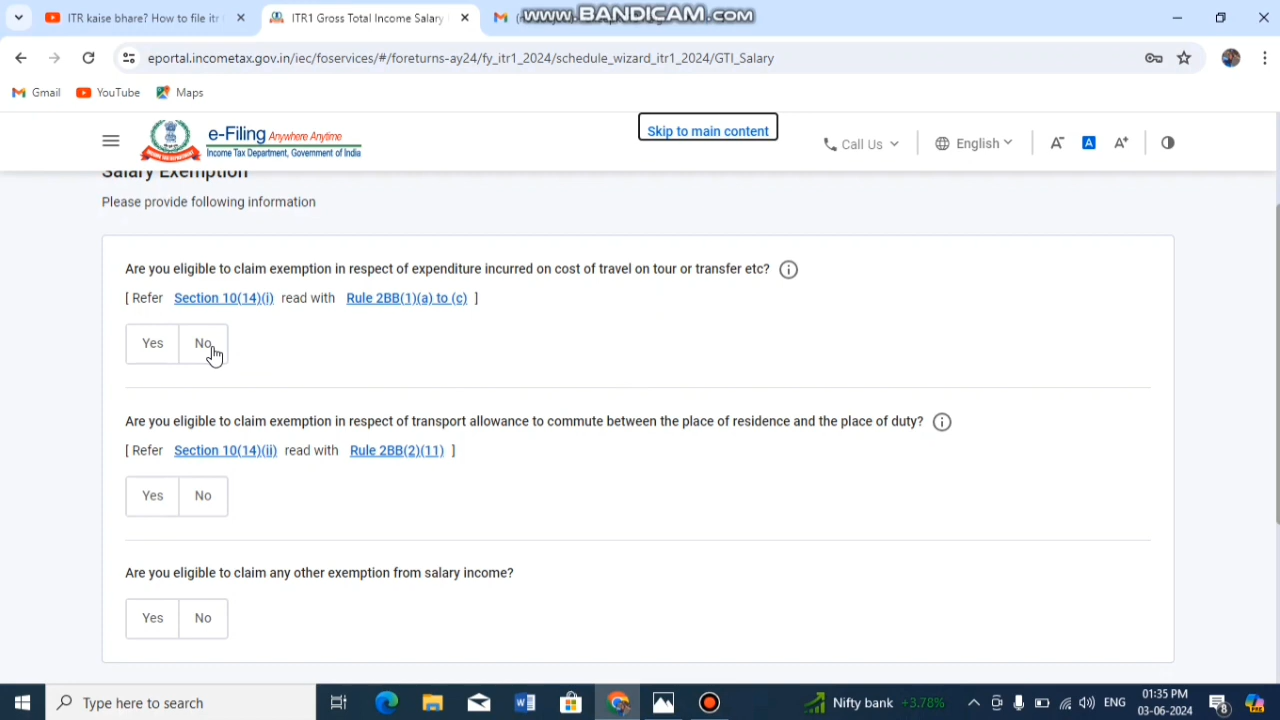 ITR kaise bhare? How to file itr
ITR1 Gross Total Income Salary
www.BANDICAM.com
eportal.incometax.gov.in/iec/foservices/#/foreturns-ay24/fy_itr1_2024/schedule_wizard_itr1_2024/GTI_Salary
Gmail YouTube Maps
e-Filing Anywhere Anytime
Income Tax Department, Government of India
Skip to main content
Call Us
English
A-
A
A+
Salary Exemption
Please provide following information
Are you eligible to claim exemption in respect of expenditure incurred on cost of travel on tour or transfer etc?
[ Refer Section 10(14)(i) read with Rule 2BB(1)(a) to (c) ]
Yes No
Are you eligible to claim exemption in respect of transport allowance to commute between the place of residence and the place of duty?
[ Refer Section 10(14)(ii) read with Rule 2BB(2)(11) ]
Yes No
Are you eligible to claim any other exemption from salary income?
Yes No
Type here to search
Nifty bank +3.78%
ENG
01:35 PM
03-06-2024
8